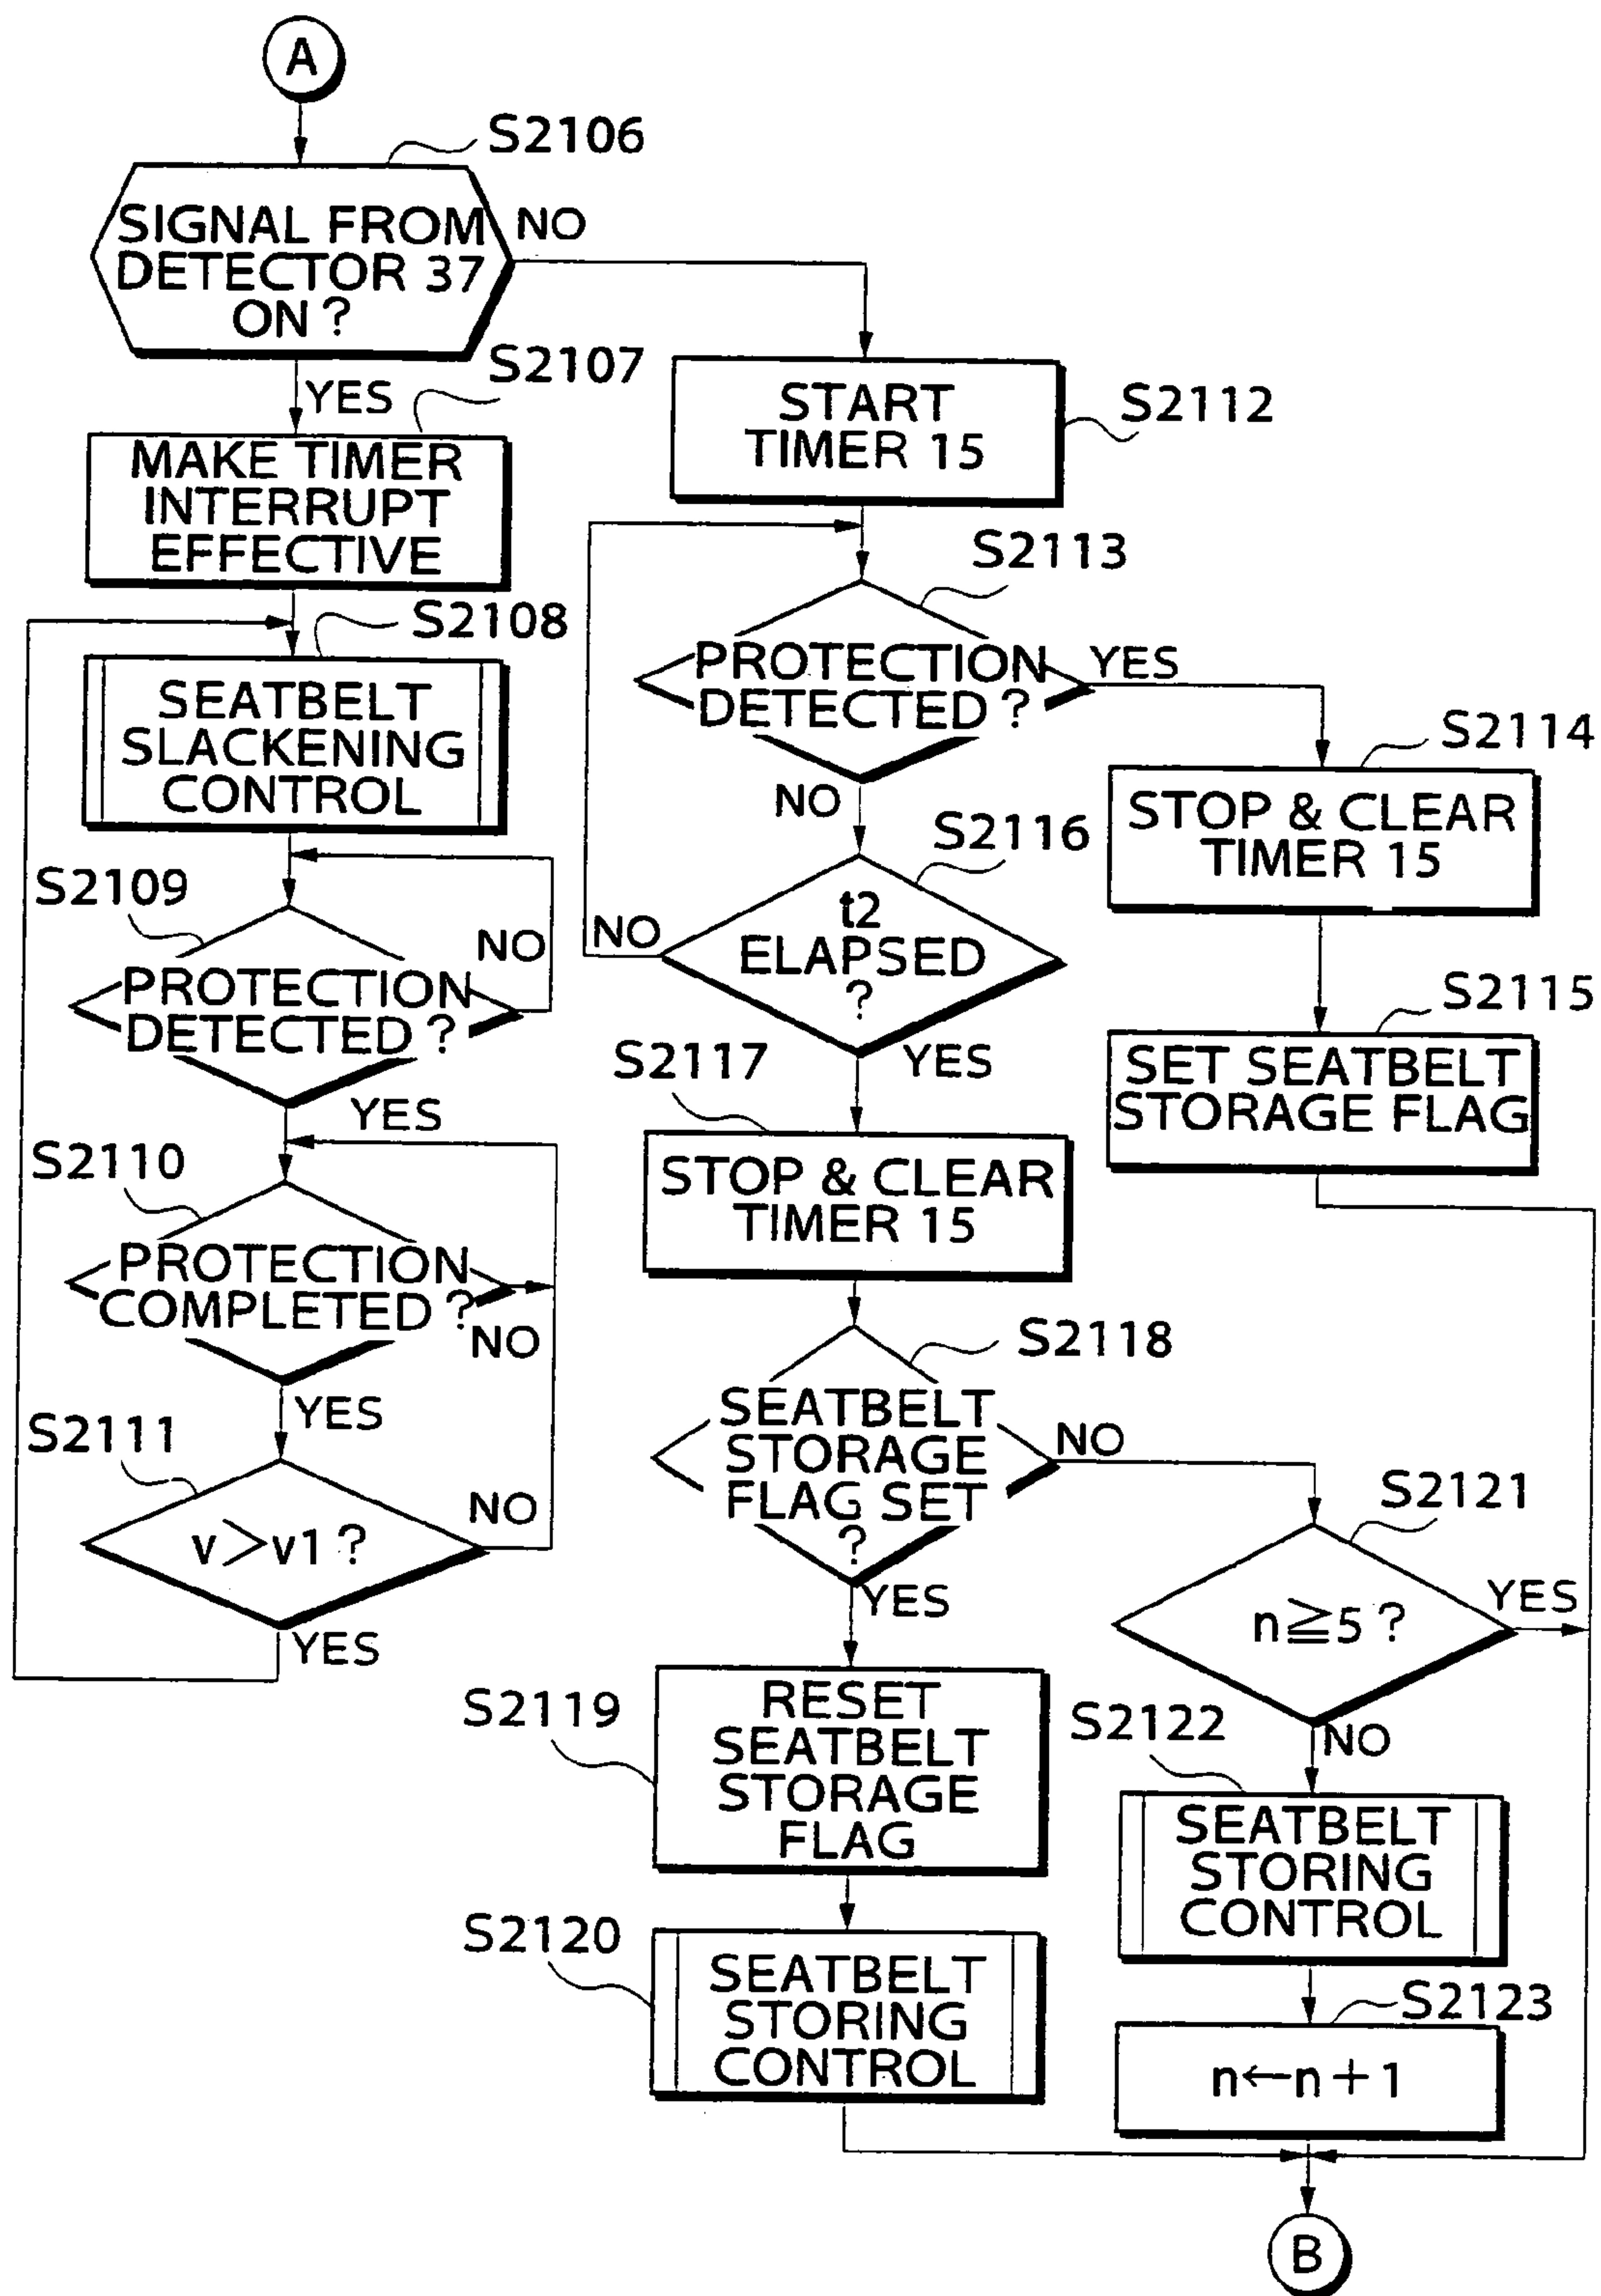 A
S2106
SIGNAL FROM
DETECTOR 37
ON ?
NO
YES
S2107
MAKE TIMER
INTERRUPT
EFFECTIVE
S2108
SEATBELT
SLACKENING
CONTROL
S2109
PROTECTION
DETECTED ?
NO
YES
S2110
PROTECTION
COMPLETED ?
NO
YES
S2111
v>v1 ?
NO
YES
START
TIMER 15
S2112
S2113
PROTECTION
DETECTED ?
YES
NO
S2114
STOP & CLEAR
TIMER 15
S2115
SET SEATBELT
STORAGE FLAG
S2116
t2
ELAPSED
?
NO
YES
S2117
STOP & CLEAR
TIMER 15
S2118
SEATBELT
STORAGE
FLAG SET
?
NO
YES
S2119
RESET
SEATBELT
STORAGE
FLAG
S2120
SEATBELT
STORING
CONTROL
S2121
n≧5 ?
YES
NO
S2122
SEATBELT
STORING
CONTROL
S2123
n←n+1
B